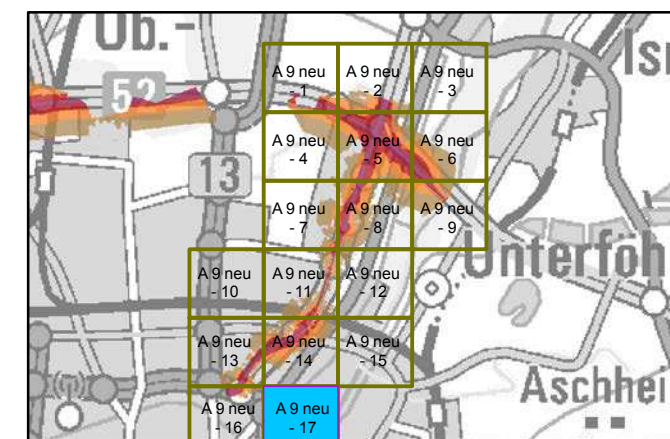 Ob.-
Is
52
A 9 neu
- 1
A 9 neu
- 2
A 9 neu
- 3
13
A 9 neu
- 4
A 9 neu
- 5
A 9 neu
- 6
A 9 neu
- 7
A 9 neu
- 8
A 9 neu
- 9
Unterföh
A 9 neu
- 10
A 9 neu
- 11
A 9 neu
- 12
A 9 neu
- 13
A 9 neu
- 14
A 9 neu
- 15
Aschhei
A 9 neu
- 16
A 9 neu
- 17